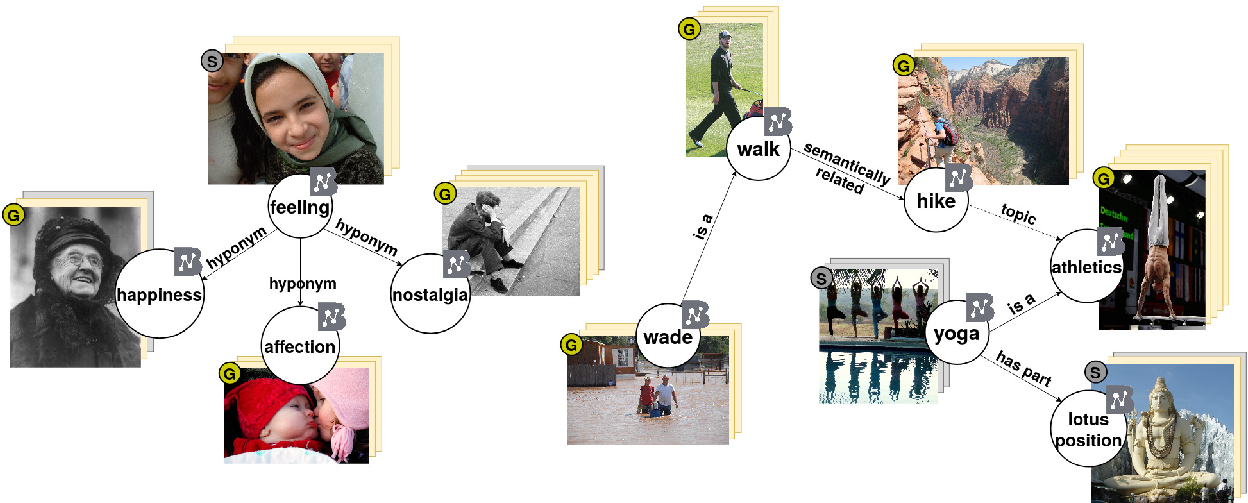 S
feeling
hyponym
hyponym
hyponym
G
happiness
G
nostalgia
G
affection
G
walk
semantically
related
is a
G
wade
G
hike
topic
G
Deutscher
athletics
is a
S
yoga
has part
S
lotus
position